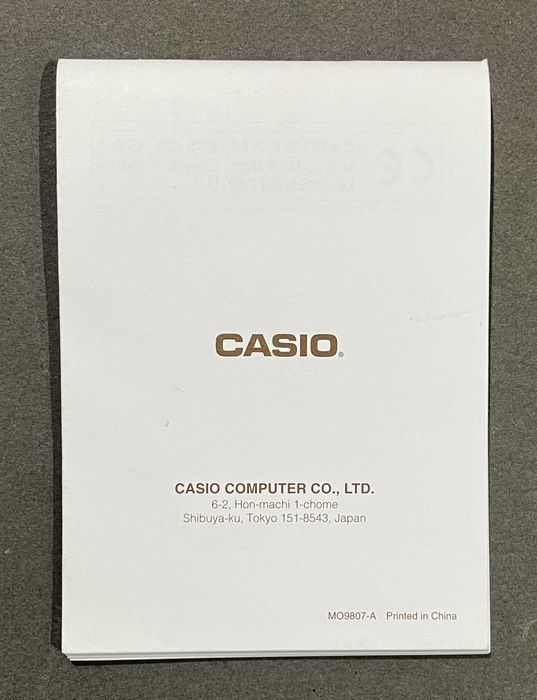 CASIO®
CASIO COMPUTER CO., LTD.
6-2, Hon-machi 1-chome
Shibuya-ku, Tokyo 151-8543, Japan
MO9807-A Printed in China